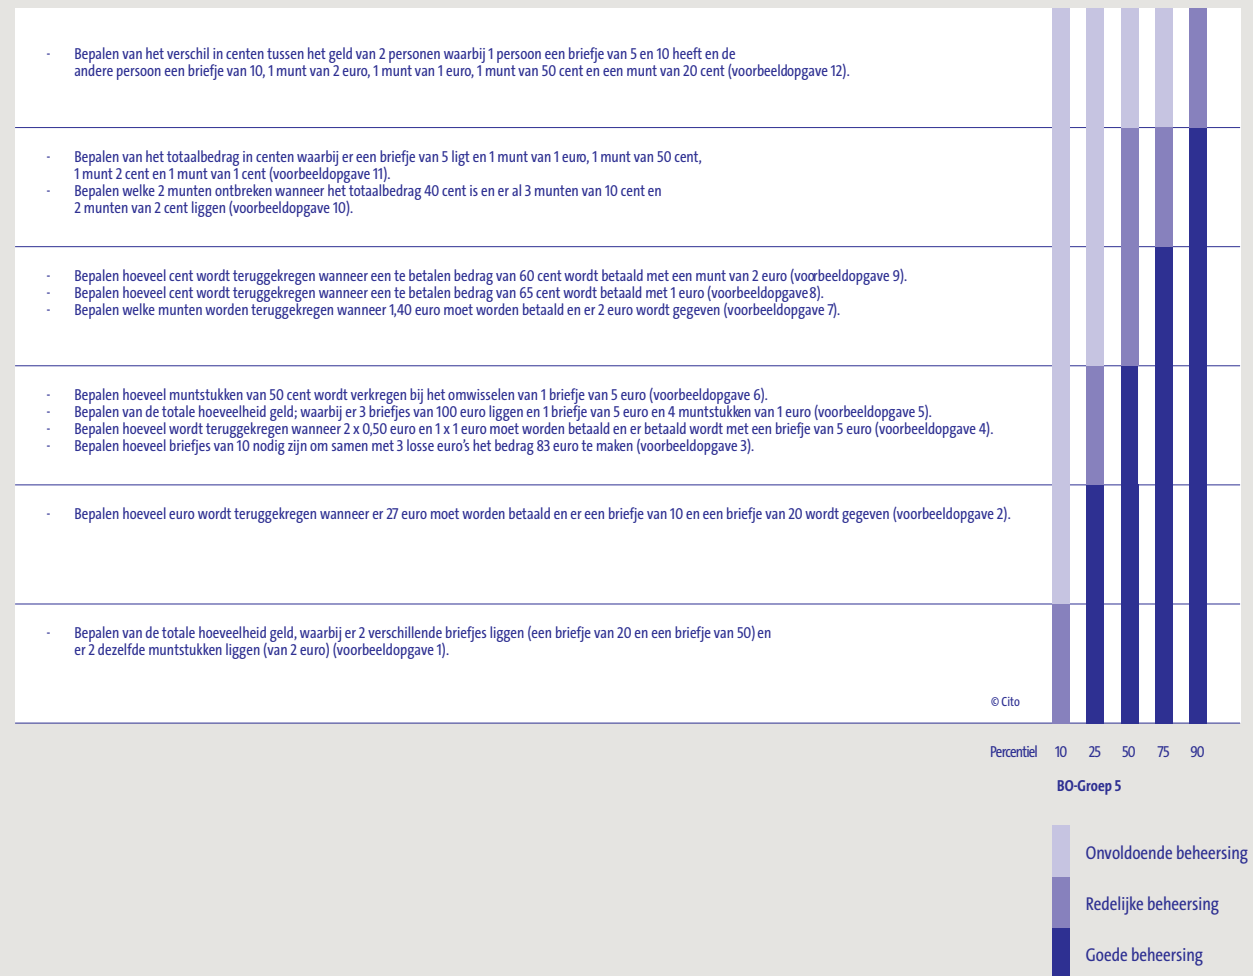 - Bepalen van het verschil in centen tussen het geld van 2 personen waarbij 1 persoon een briefje van 5 en 10 heeft en de
andere persoon een briefje van 10, 1 munt van 2 euro, 1 munt van 1 euro, 1 munt van 50 cent en een munt van 20 cent (voorbeeldopgave 12).
- Bepalen van het totaalbedrag in centen waarbij er een briefje van 5 ligt en 1 munt van 1 euro, 1 munt van 50 cent,
1 munt 2 cent en 1 munt van 1 cent (voorbeeldopgave 11).
- Bepalen welke 2 munten ontbreken wanneer het totaalbedrag 40 cent is en er al 3 munten van 10 cent en
2 munten van 2 cent liggen (voorbeeldopgave 10).
- Bepalen hoeveel cent wordt teruggekregen wanneer een te betalen bedrag van 60 cent wordt betaald met een munt van 2 euro (voorbeeldopgave 9).
- Bepalen hoeveel cent wordt teruggekregen wanneer een te betalen bedrag van 65 cent wordt betaald met 1 euro (voorbeeldopgave 8).
- Bepalen welke munten worden teruggekregen wanneer 1,40 euro moet worden betaald en er 2 euro wordt gegeven (voorbeeldopgave 7).
- Bepalen hoeveel muntstukken van 50 cent wordt verkregen bij het omwisselen van 1 briefje van 5 euro (voorbeeldopgave 6).
- Bepalen van de totale hoeveelheid geld; waarbij er 3 briefjes van 100 euro liggen en 1 briefje van 5 euro en 4 muntstukken van 1 euro (voorbeeldopgave 5).
- Bepalen hoeveel wordt teruggekregen wanneer 2 x 0,50 euro en 1 x 1 euro moet worden betaald en er betaald wordt met een briefje van 5 euro (voorbeeldopgave 4).
- Bepalen hoeveel briefjes van 10 nodig zijn om samen met 3 losse euro's het bedrag 83 euro te maken (voorbeeldopgave 3).
- Bepalen hoeveel euro wordt teruggekregen wanneer er 27 euro moet worden betaald en er een briefje van 10 en een briefje van 20 wordt gegeven (voorbeeldopgave 2).
- Bepalen van de totale hoeveelheid geld, waarbij er 2 verschillende briefjes liggen (een briefje van 20 en een briefje van 50) en
er 2 dezelfde muntstukken liggen (van 2 euro) (voorbeeldopgave 1).
© Cito
Percentiel 10 25 50 75 90
BO-Groep 5
Onvoldoende beheersing
Redelijke beheersing
Goede beheersing